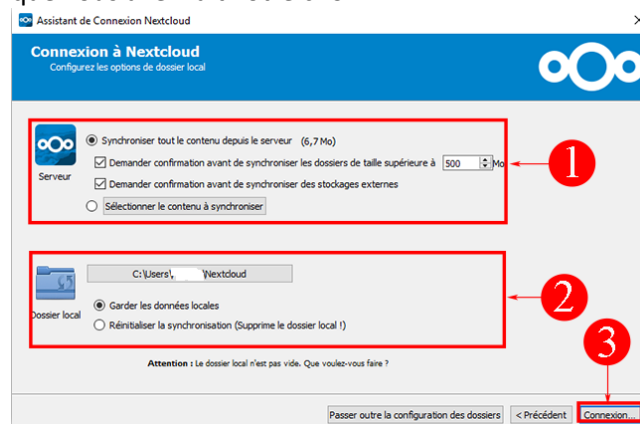 Assistant de Connexion Nextcloud
Connexion à Nextcloud
Configurez les options de dossier local
Synchroniser tout le contenu depuis le serveur (6,7 Mo)
Demander confirmation avant de synchroniser les dossiers de taille supérieure à 500 Mo
1
Serveur
Demander confirmation avant de synchroniser des stockages externes
Sélectionner le contenu à synchroniser
C:\Users\, \Nextcloud
2
Garder les données locales
Dossier local
Réinitialiser la synchronisation (Supprime le dossier local !)
3
Attention : Le dossier local n'est pas vide. Que voulez-vous faire ?
Passer outre la configuration des dossiers < Précédent Connexion...